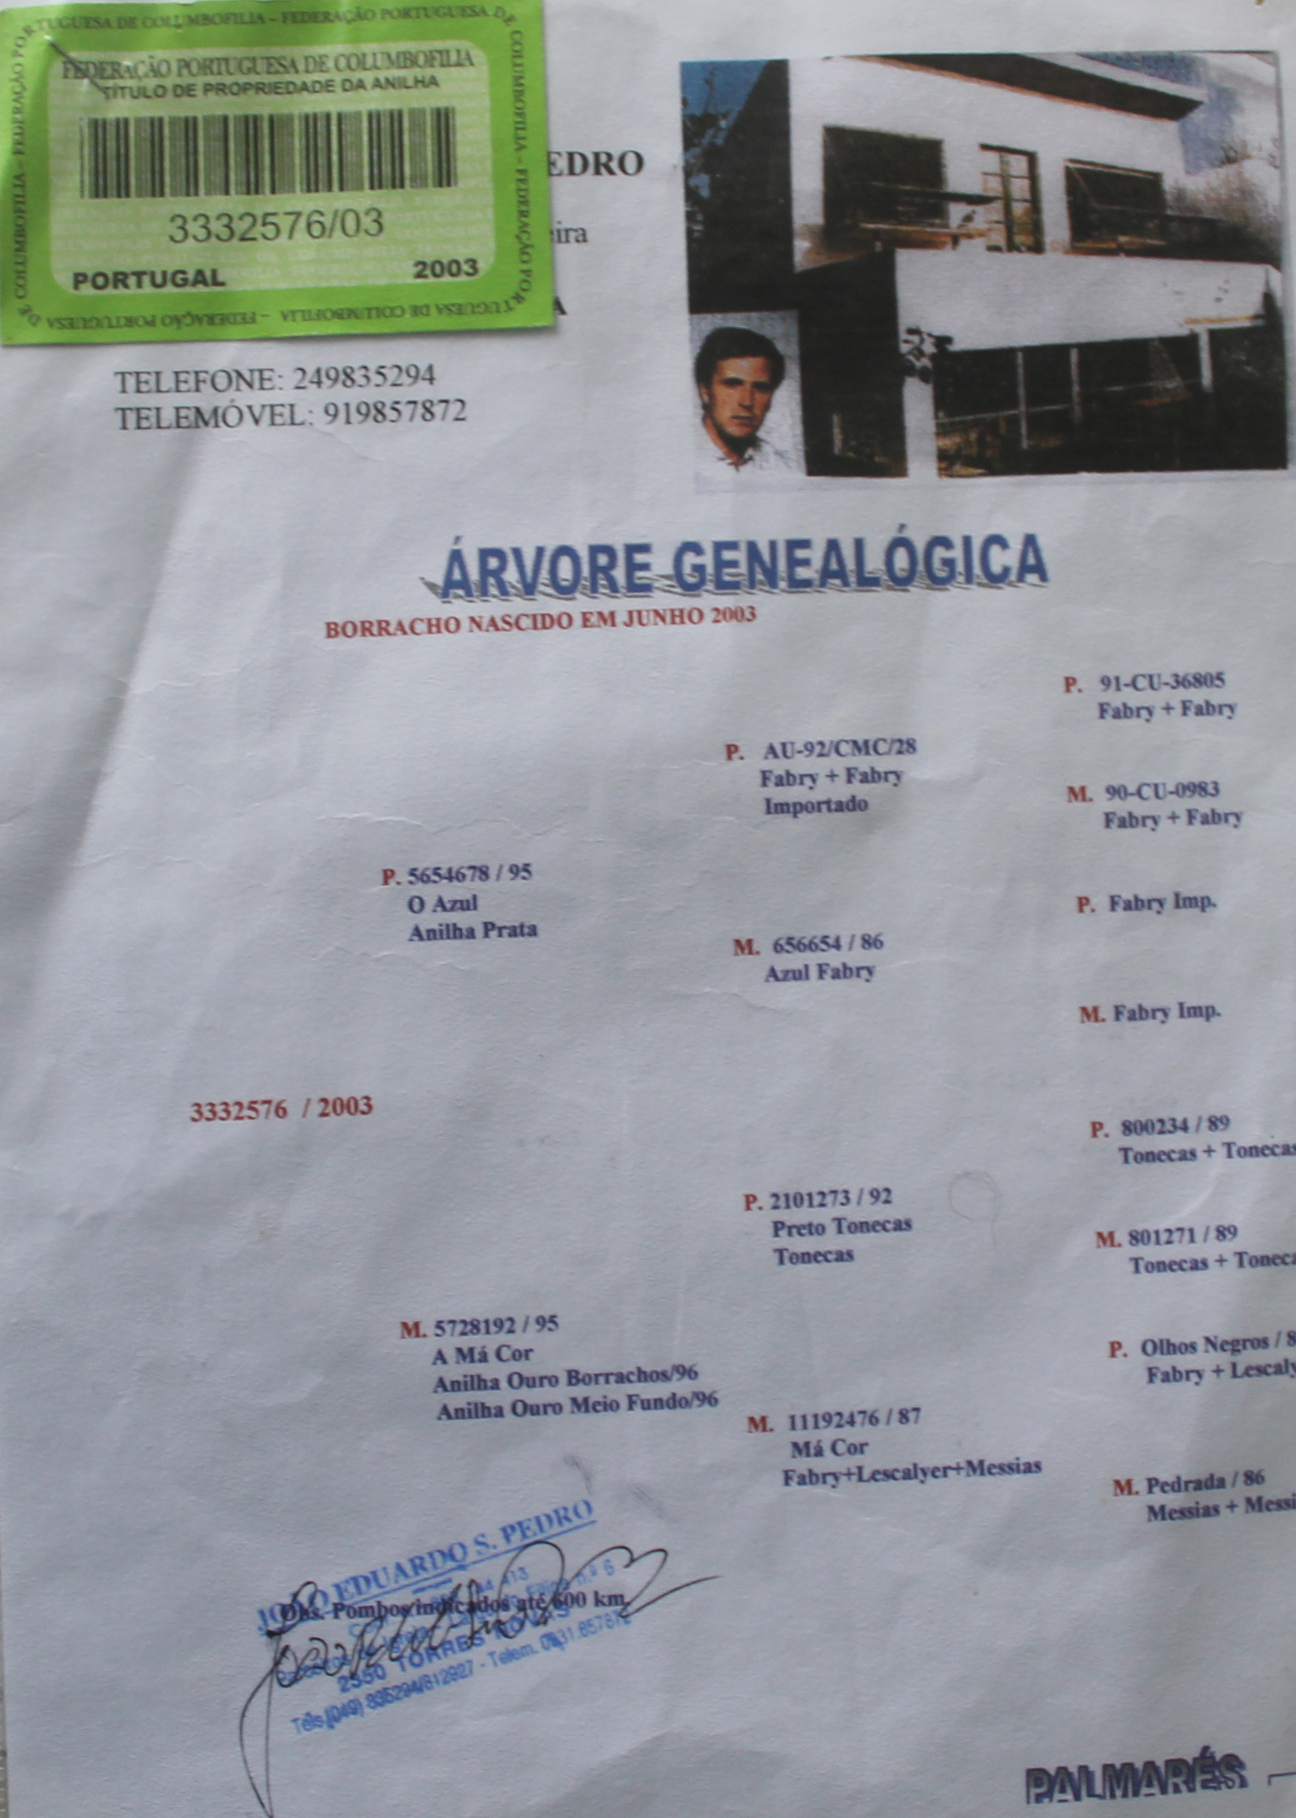 FEDERAÇÃO PORTUGUESA DE COLUMBOFILIA
TÍTULO DE PROPRIEDADE DA ANILHA
3332576/03
PORTUGAL 2003
EDRO
eira
A
TELEFONE: 249835294
TELEMÓVEL: 919857872
ÁRVORE GENEALÓGICA
BORRACHO NASCIDO EM JUNHO 2003
P. 91-CU-36805
Fabry + Fabry
P. AU-92/CMC/28
Fabry + Fabry
Importado
M. 90-CU-0983
Fabry + Fabry
P. 5654678 / 95
O Azul
Anilha Prata
P. Fabry Imp.
M. 656654 / 86
Azul Fabry
M. Fabry Imp.
3332576 / 2003
P. 800234 / 89
Tonecas + Tonecas
P. 2101273 / 92
Preto Tonecas
Tonecas
M. 801271 / 89
Tonecas + Toneca
M. 5728192 / 95
A Má Cor
Anilha Ouro Borrachos/96
Anilha Ouro Meio Fundo/96
P. Olhos Negros / 8
Fabry + Lescaly
M. 11192476 / 87
Má Cor
Fabry+Lescalyer+Messias
M. Pedrada / 86
Messias + Messi
JOÃO EDUARDO S. PEDRO
Obs. Pombos indicados até 600 km
2350 TORRES NOVAS
PALMARÉS